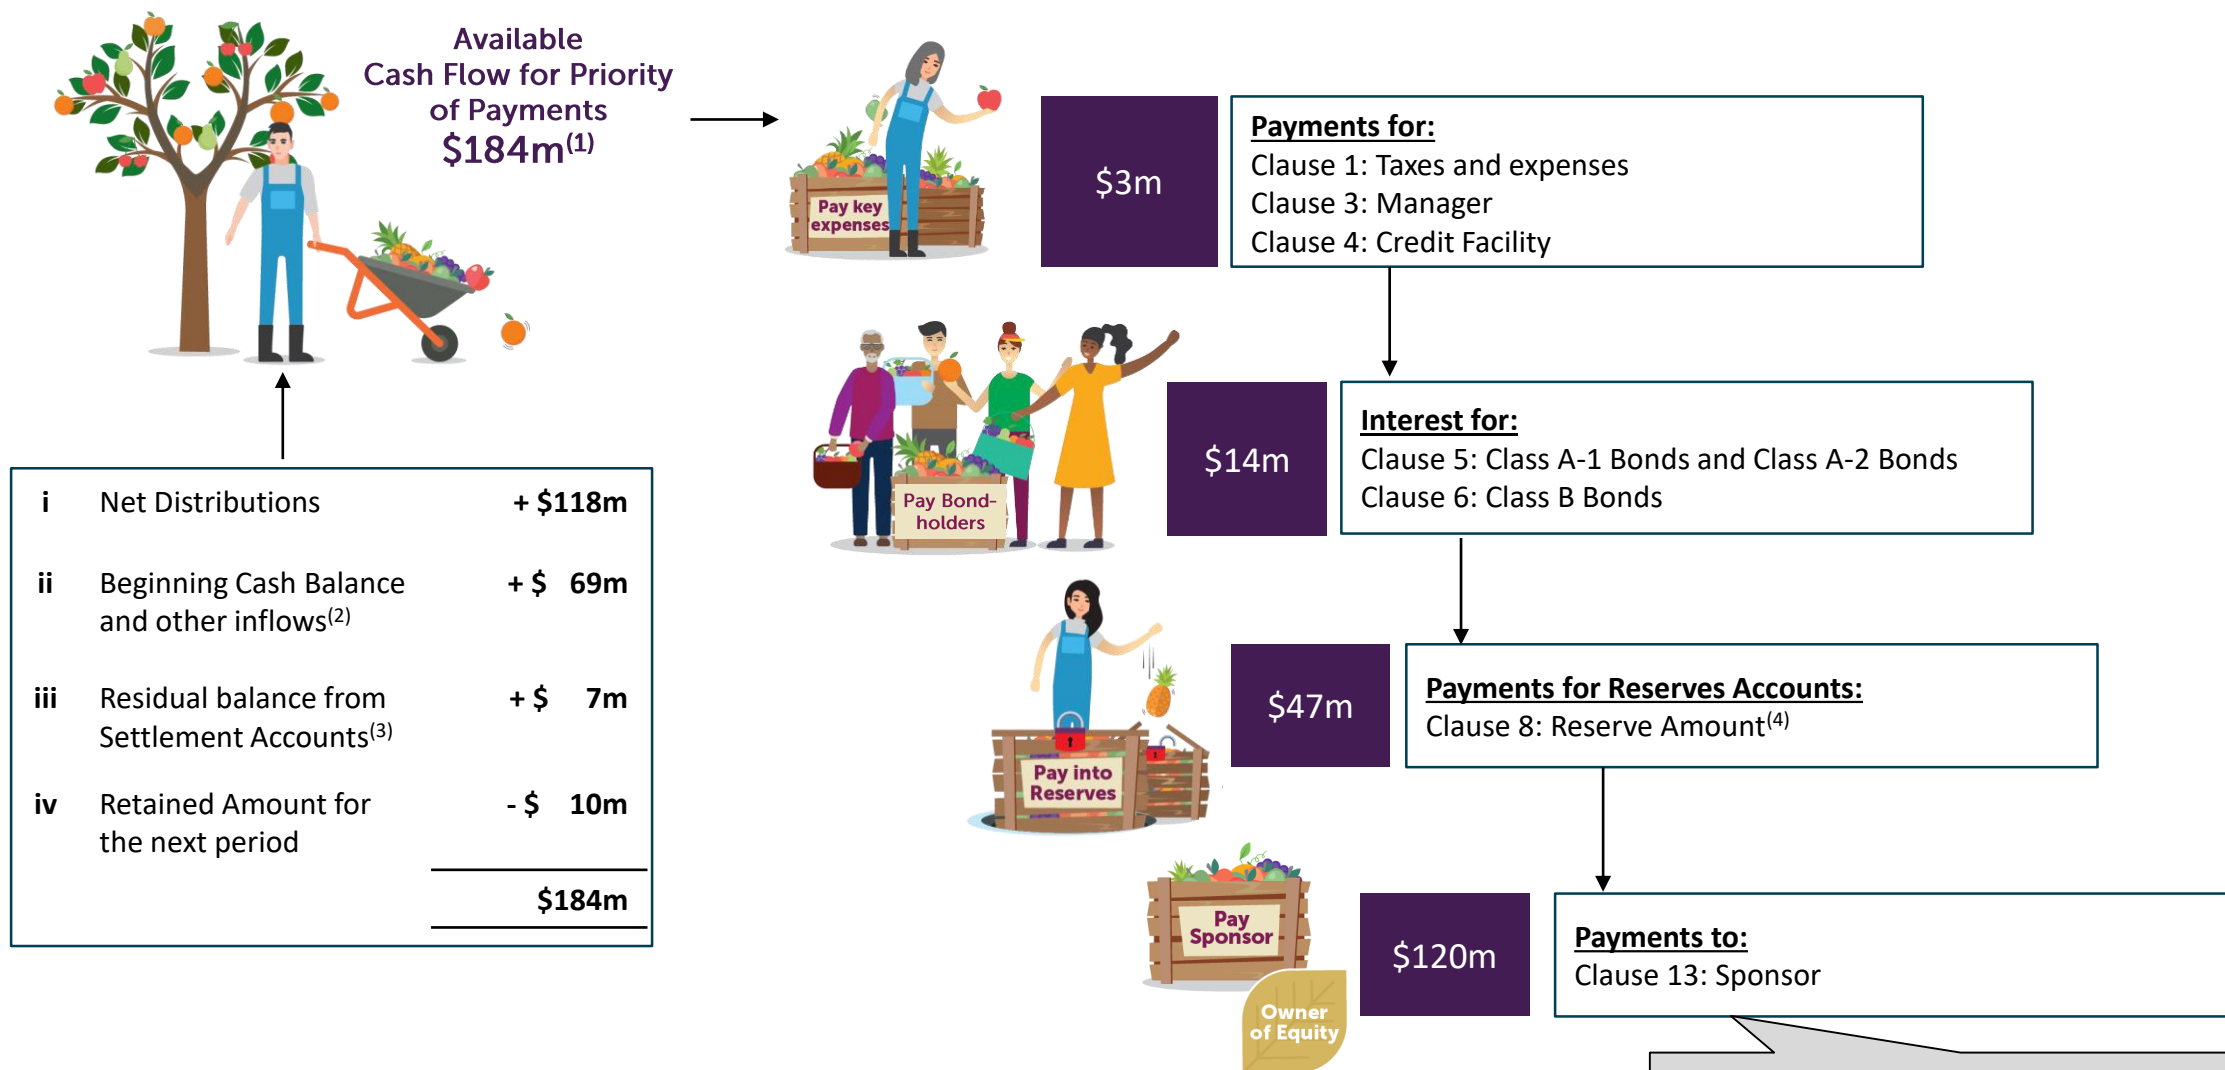 Available
Cash Flow for Priority
of Payments
$184m(1)
i Net Distributions + $118m
ii Beginning Cash Balance + $ 69m
and other inflows(2)
iii Residual balance from + $ 7m
Settlement Accounts(3)
iv Retained Amount for - $ 10m
the next period
$184m
Pay key
expenses
$3m
Payments for:
Clause 1: Taxes and expenses
Clause 3: Manager
Clause 4: Credit Facility
Pay Bond-
holders
$14m
Interest for:
Clause 5: Class A-1 Bonds and Class A-2 Bonds
Clause 6: Class B Bonds
Pay into
Reserves
$47m
Payments for Reserves Accounts:
Clause 8: Reserve Amount(4)
Pay
Sponsor
Owner
of Equity
$120m
Payments to:
Clause 13: Sponsor